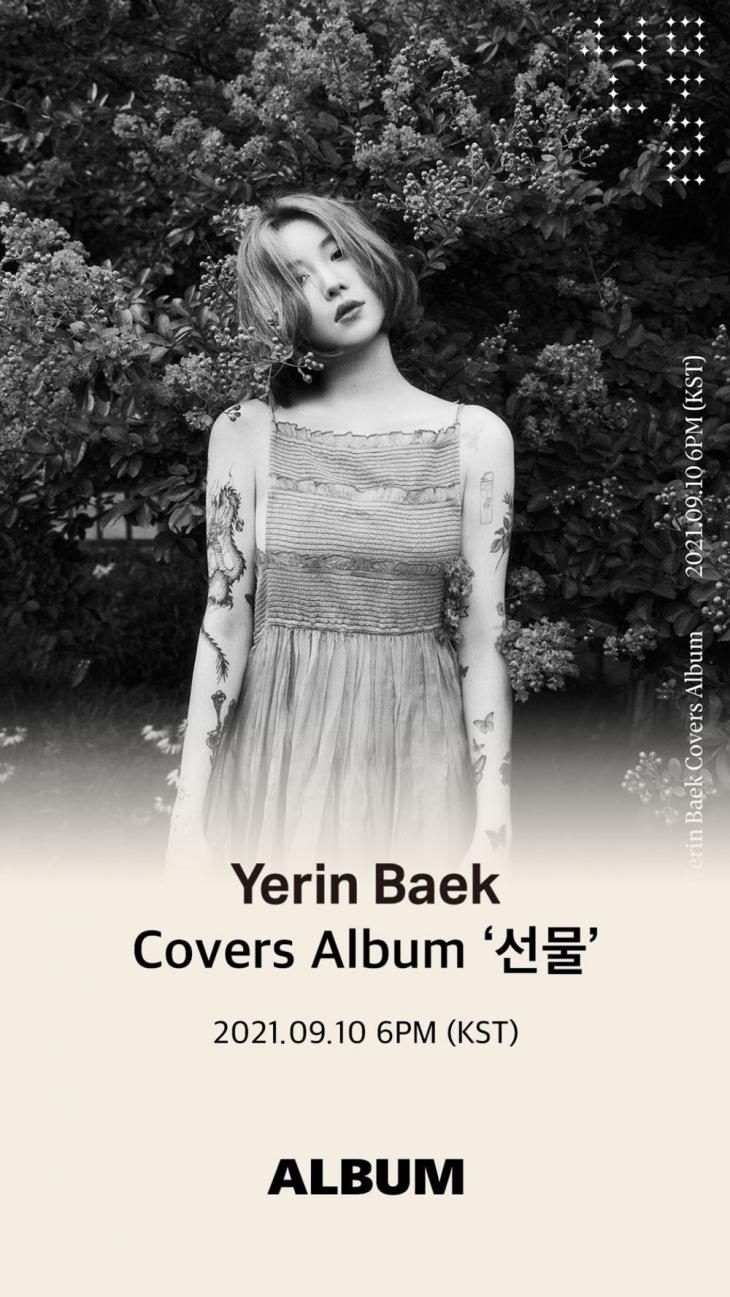 2021.09.10 6PM (KST)
Yerin Baek Covers Album
Yerin Baek
Covers Album ‘선물’
2021.09.10 6PM (KST)
ALBUM